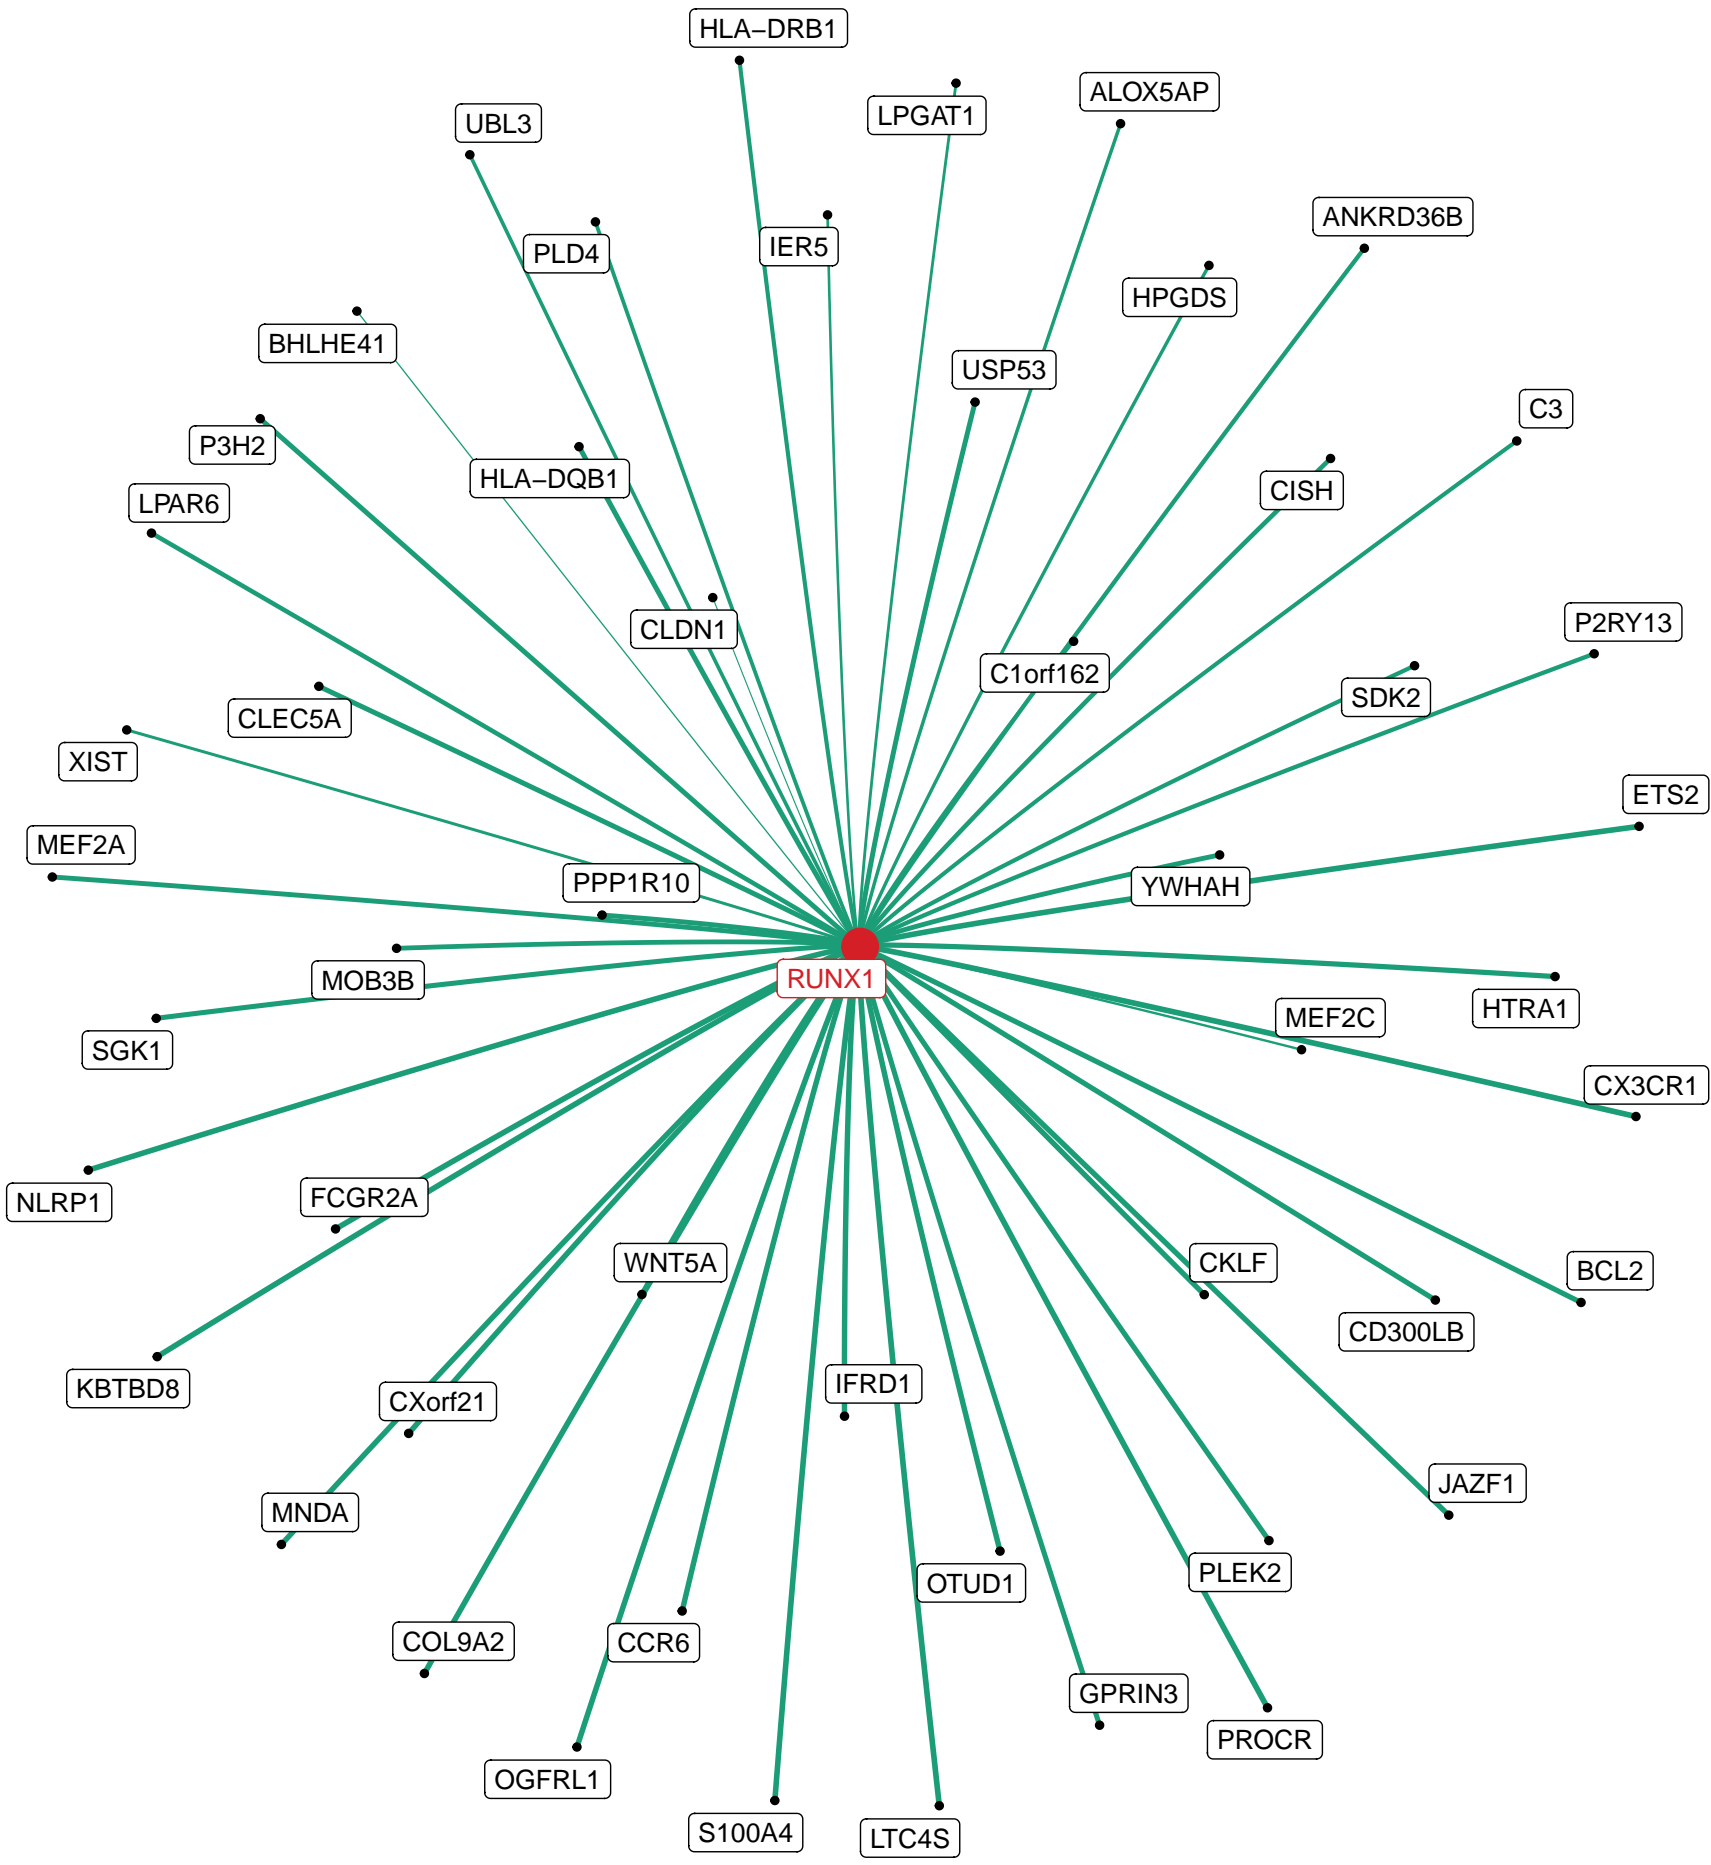 HLA−DRB1
ALOX5AP
LPGAT1
UBL3
ANKRD36B
IER5
PLD4
HPGDS
BHLHE41
USP53
C3
P3H2
HLA−DQB1
CISH
LPAR6
P2RY13
CLDN1
C1orf162
SDK2
CLEC5A
XIST
ETS2
MEF2A
PPP1R10
YWHAH
RUNX1
MOB3B
HTRA1
MEF2C
SGK1
CX3CR1
FCGR2A
NLRP1
WNT5A
CKLF
BCL2
CD300LB
IFRD1
KBTBD8
CXorf21
JAZF1
MNDA
PLEK2
OTUD1
COL9A2
CCR6
GPRIN3
PROCR
OGFRL1
S100A4
LTC4S